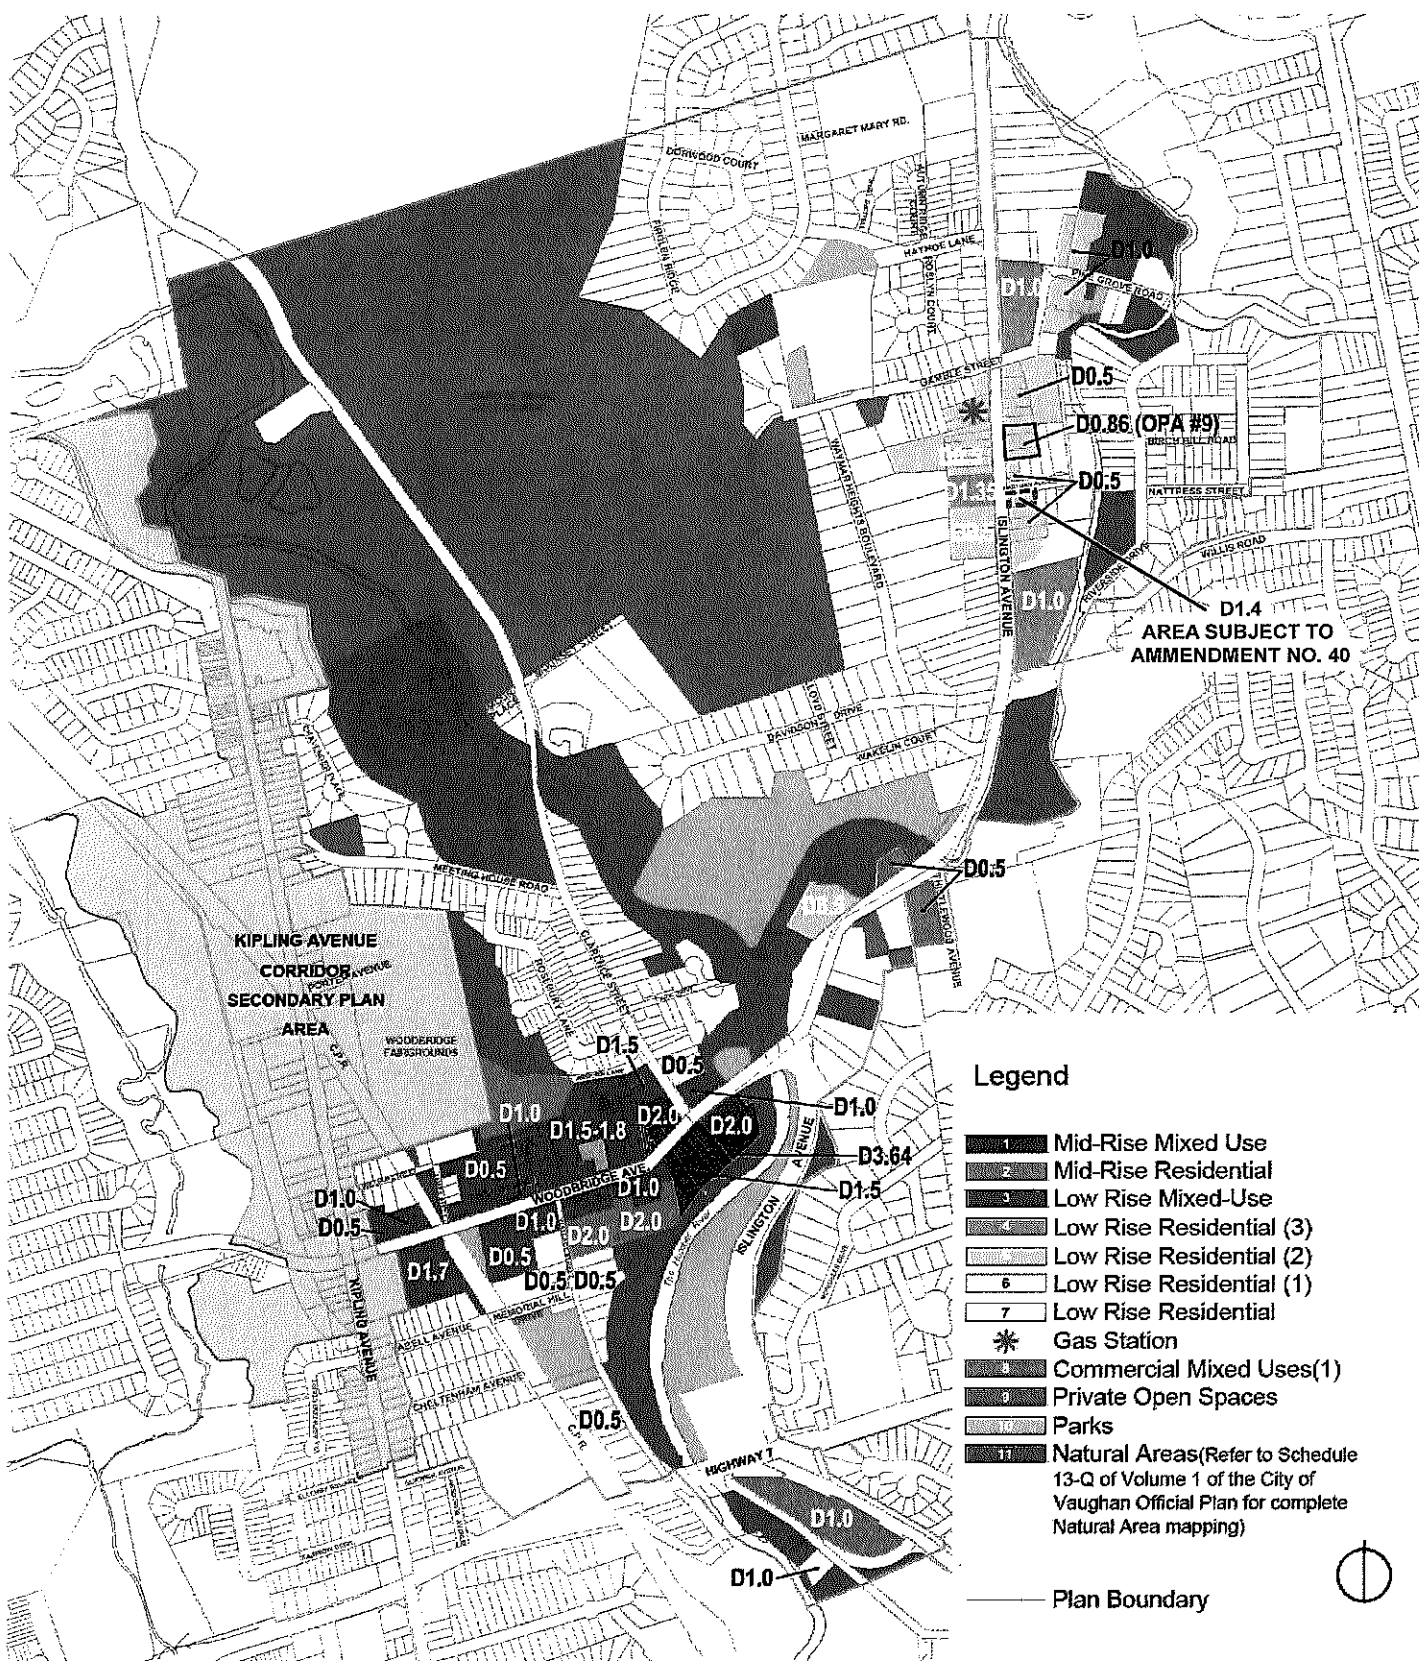 MARGARET MARY RD.
DORWOOD COURT
HAYHOE LANE
ROSLYN COURT
D1.0
D1.0
PINE GROVE ROAD
GAMBLE STREET
D0.5
D0.86 (OPA #9)
BIRCH HILL ROAD
D0.5
D1.35
NATTRESS STREET
WAYMAR HEIGHTS BOULEVARD
ISLINGTON AVENUE
WILLIS ROAD
RIVERSIDE DRIVE
D1.0
D1.4
AREA SUBJECT TO
AMMENDMENT NO. 40
LLOYD STREET
DAVIDSON DRIVE
WAKELIN COURT
MEETING HOUSE ROAD
D0.5
THISTLEWOOD AVENUE
KIPLING AVENUE
CORRIDOR
PORTER AVENUE
SECONDARY PLAN
AREA
C.P.R.
WOODBRIDGE
FAIRGROUNDS
CLARENCE STREET
ROSEBURY LANE
D1.5
D0.5
D1.0
D1.0
D2.0
D2.0
D1.5-1.8
D3.64
D0.5
WOODBRIDGE AVE.
D1.0
D1.5
D1.0
D0.5
D1.0
D2.0
D2.0
ISLINGTON
AVENUE
D1.7
D0.5
D0.5
D0.5
MEMORIAL HILL
DRIVE
ABELL AVENUE
KIPLING AVENUE
CHELTENHAM AVENUE
D0.5
C.P.R.
HIGHWAY 7
D1.0
D1.0
Legend
1 Mid-Rise Mixed Use
2 Mid-Rise Residential
3 Low Rise Mixed-Use
4 Low Rise Residential (3)
Low Rise Residential (2)
6 Low Rise Residential (1)
7 Low Rise Residential
Gas Station
8 Commercial Mixed Uses(1)
9 Private Open Spaces
10 Parks
11 Natural Areas(Refer to Schedule
13-Q of Volume 1 of the City of
Vaughan Official Plan for complete
Natural Area mapping)
Plan Boundary